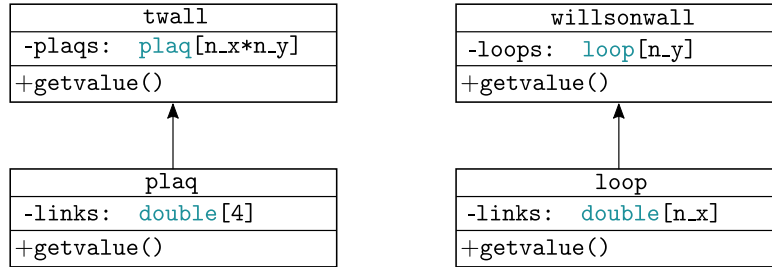 twall
-plaqs: plaq[n_x*n_y]
+getvalue()
plaq
-links: double[4]
+getvalue()
willsonwall
-loops: loop[n_y]
+getvalue()
loop
-links: double[n_x]
+getvalue()